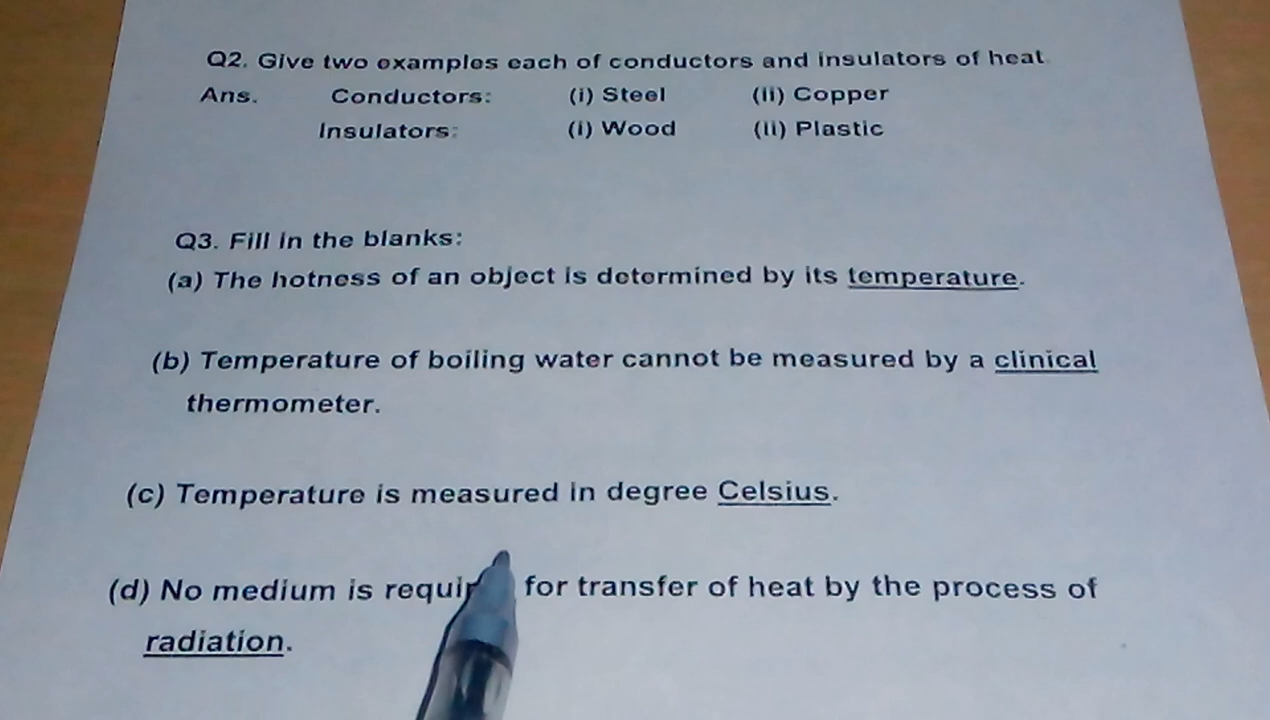 Q2. Give two examples each of conductors and insulators of heat
Ans. Conductors: (i) Steel (ii) Copper
Insulators: (i) Wood (ii) Plastic
Q3. Fill in the blanks:
(a) The hotness of an object is determined by its temperature.
(b) Temperature of boiling water cannot be measured by a clinical
thermometer.
(c) Temperature is measured in degree Celsius.
(d) No medium is for transfer of heat by the process of
radiation.